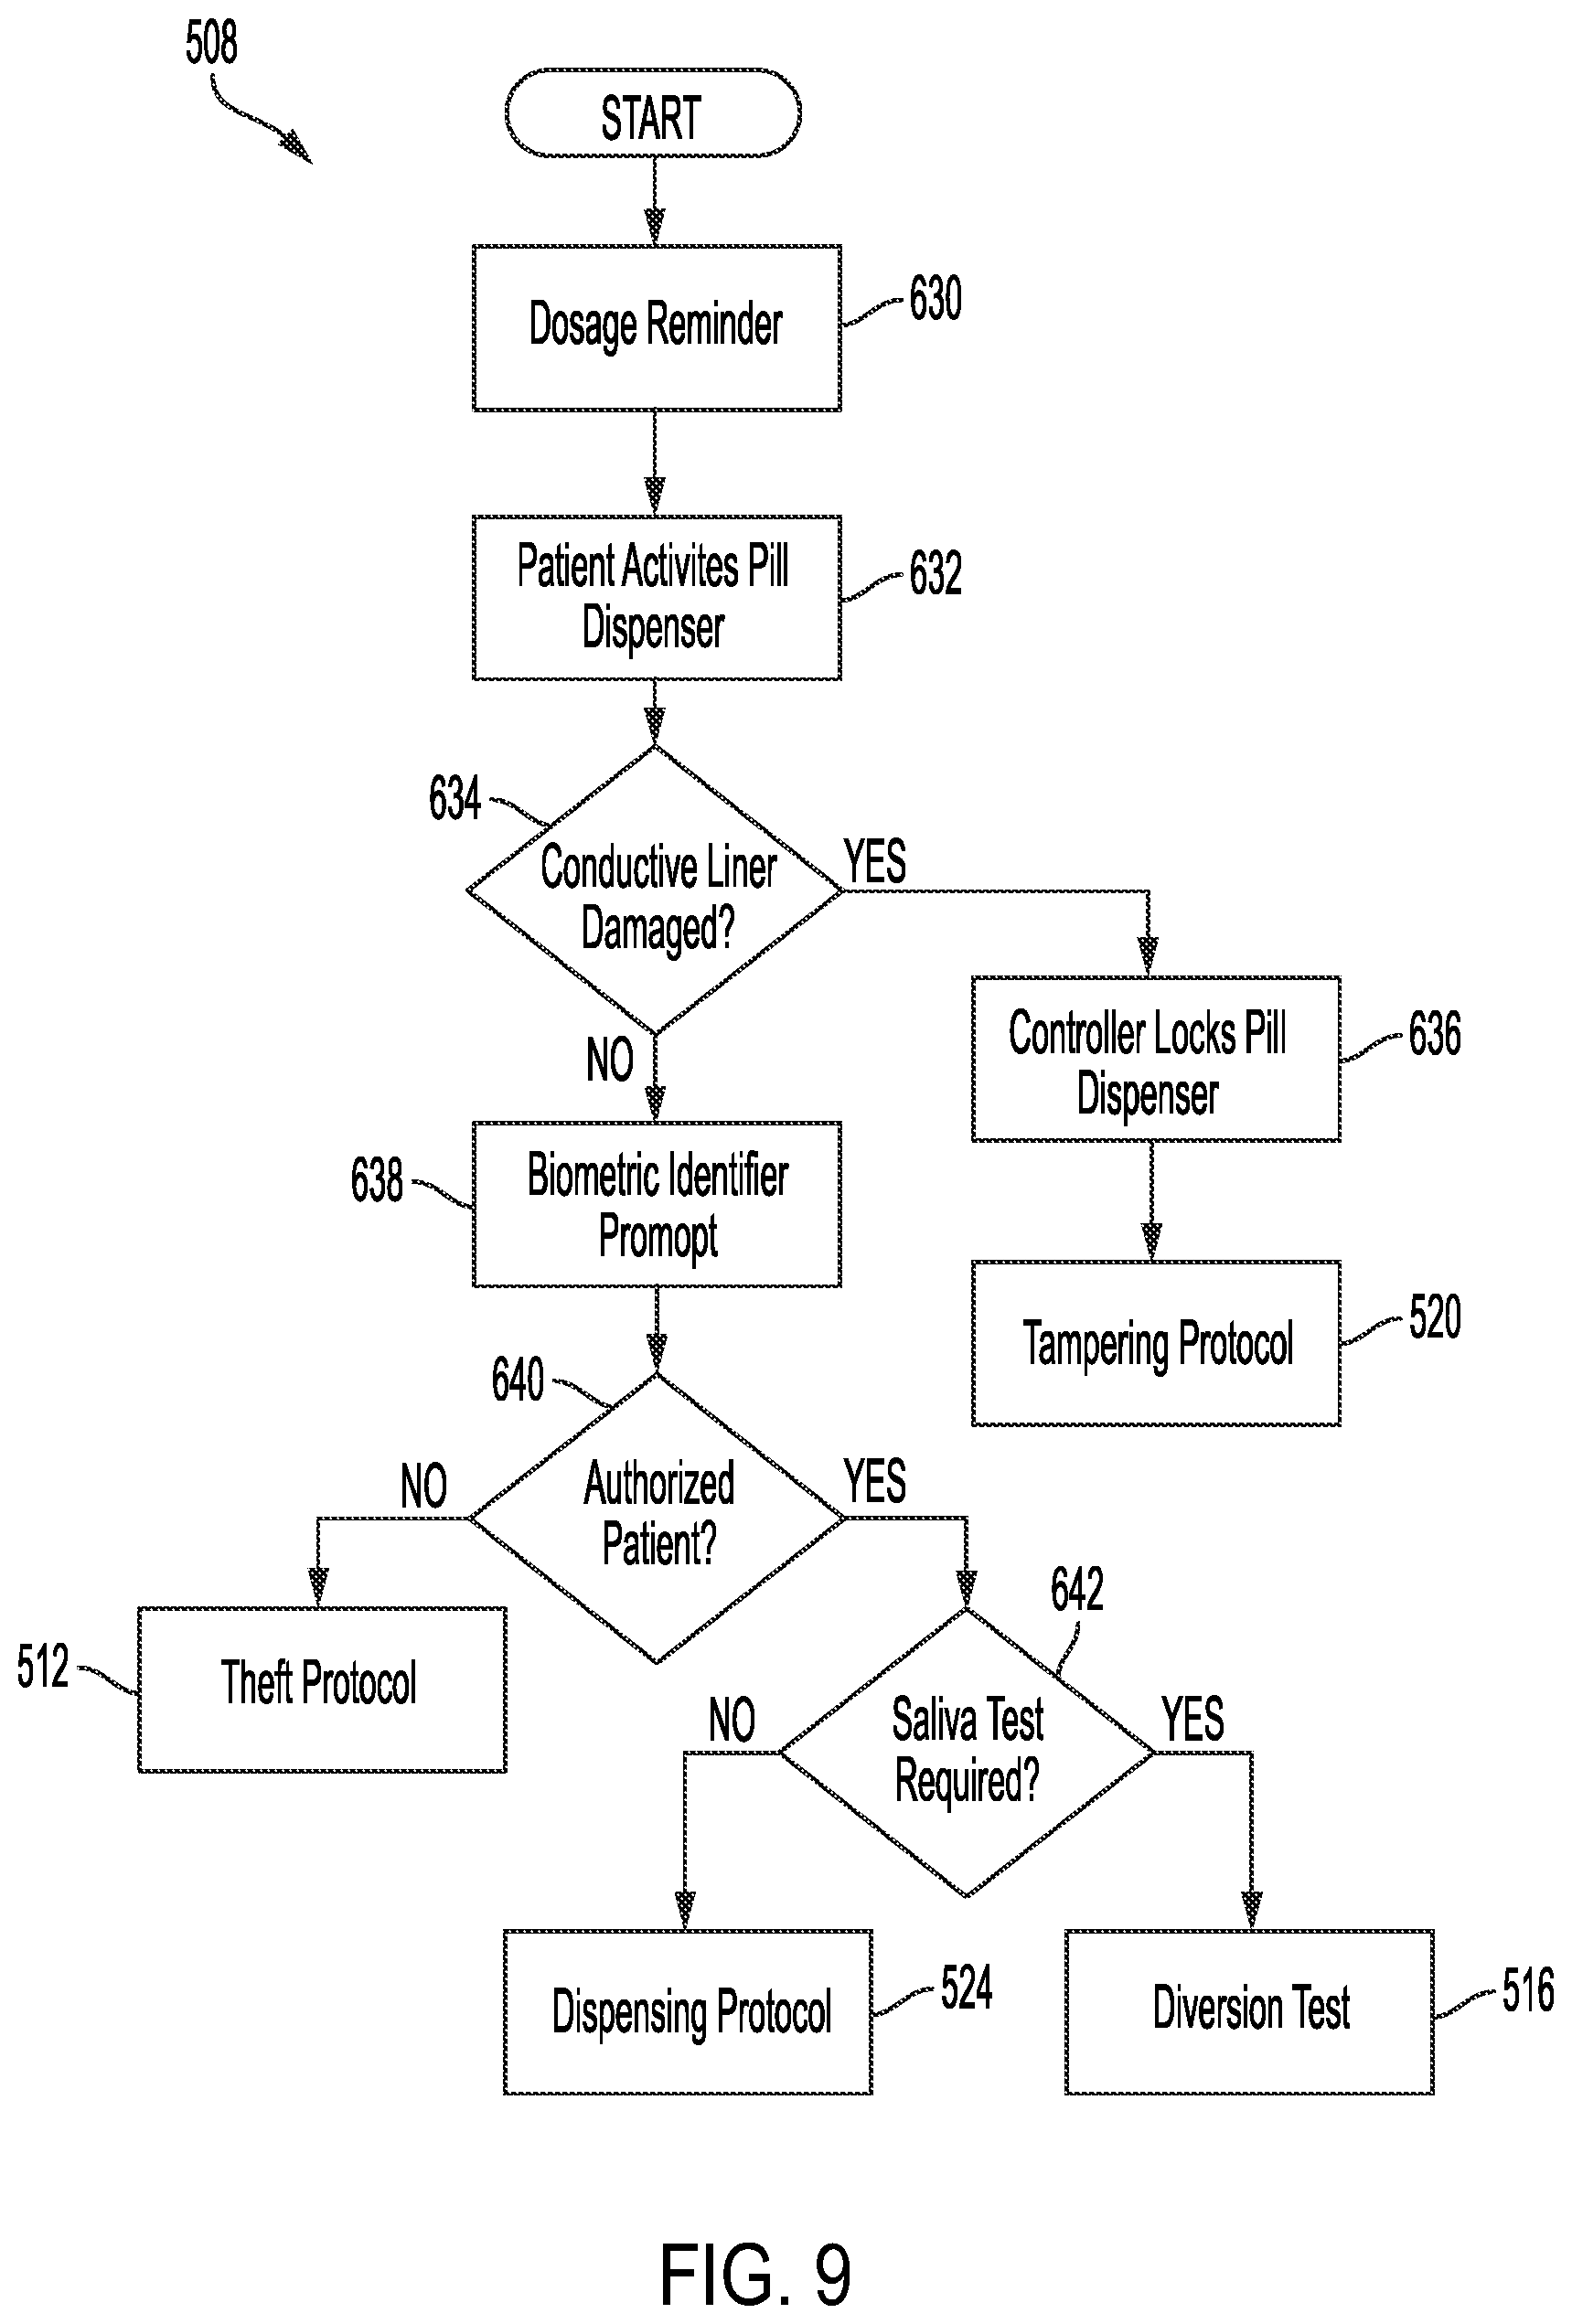 508
START
Dosage Reminder
630
Patient Activites Pill
Dispenser
632
634
Conductive Liner
Damaged?
YES
NO
Controller Locks Pill
Dispenser
636
638
Biometric Identifier
Promopt
Tampering Protocol
520
640
Authorized
Patient?
NO
YES
512
Theft Protocol
642
Saliva Test
Required?
NO
YES
Dispensing Protocol
524
Diversion Test
516
FIG. 9